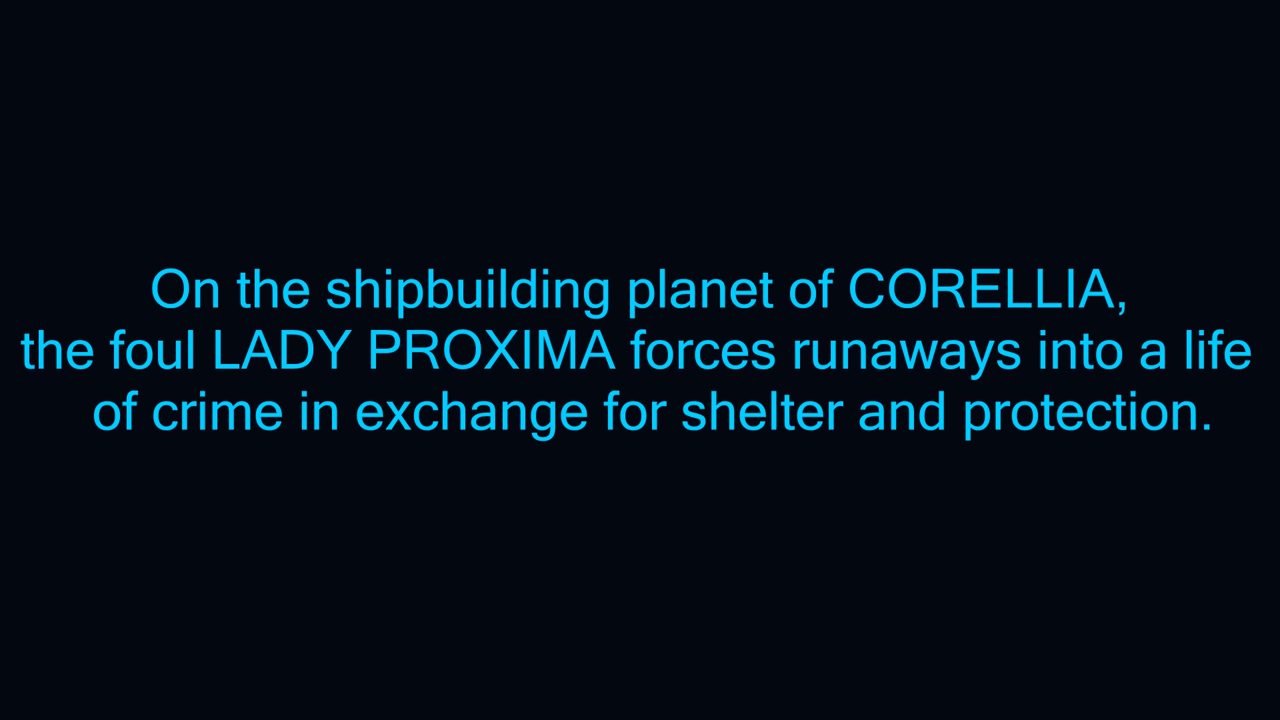 On the shipbuilding planet of CORELLIA,
the foul LADY PROXIMA forces runaways into a life
of crime in exchange for shelter and protection.